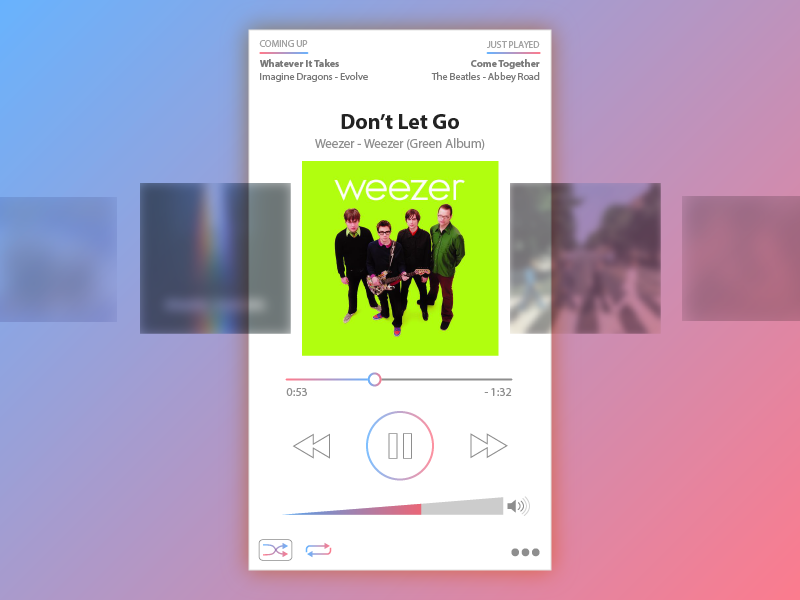 COMING UP
JUST PLAYED
Whatever It Takes
Come Together
Imagine Dragons - Evolve
The Beatles - Abbey Road
Don’t Let Go
Weezer - Weezer (Green Album)
weezer
0:53
- 1:32